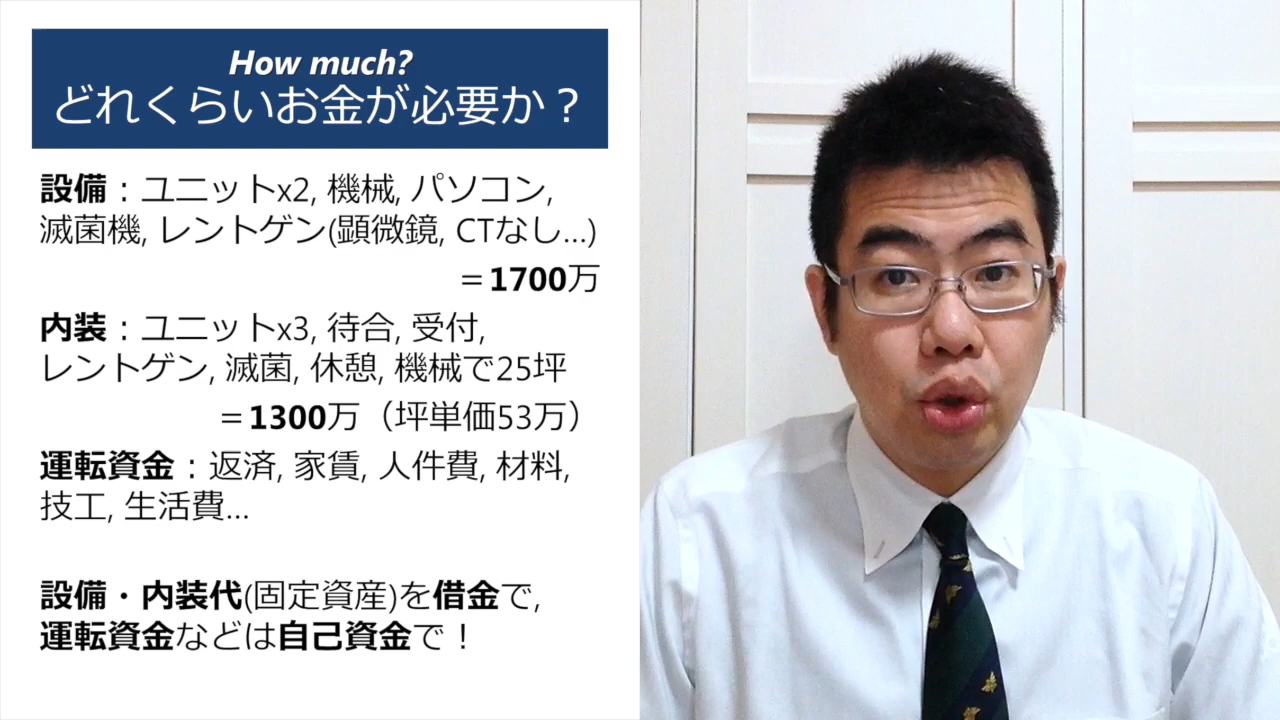 How much?
どれくらいお金が必要か？
設備：ユニットx2, 機械, パソコン,
滅菌機, レントゲン(顕微鏡, CTなし…)
＝1700万
内装：ユニットx3, 待合, 受付,
レントゲン, 滅菌, 休憩, 機械で25坪
＝1300万（坪単価53万）
運転資金：返済, 家賃, 人件費, 材料,
技工, 生活費…
設備・内装代(固定資産)を借金で,
運転資金などは自己資金で！